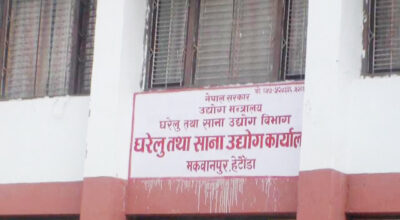 नेपाल सरकार
उद्योग मन्त्रालय
घरेलु तथा साना उद्योग विभाग
घरेलु तथा साना उद्योग कार्यालय
मकवानपुर, हेटौंडा